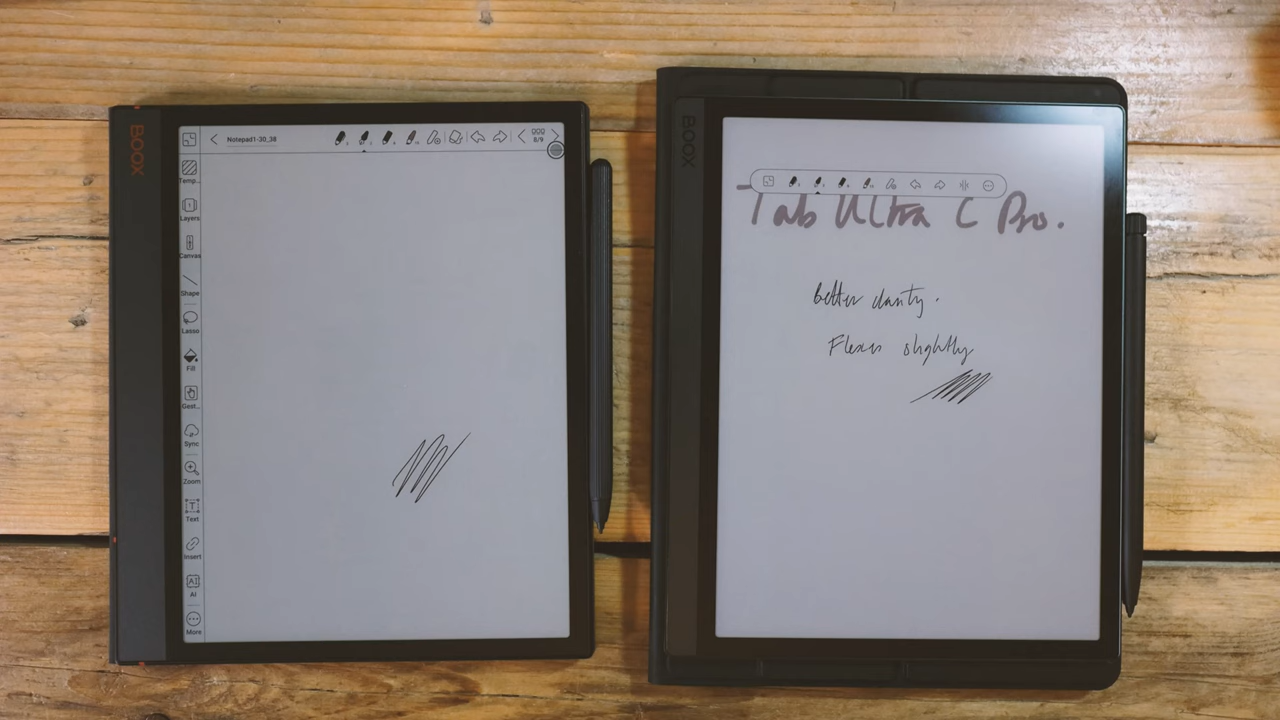 BOOX
Notepad1-30_38
8/9
Temp...
Layers
Canvas
Shape
Lasso
Fill
Gest...
Sync
Zoom
T
Text
Insert
AI
AI
More
BOOX
Tab Ultra C Pro.
Better clarity.
Flexes slightly